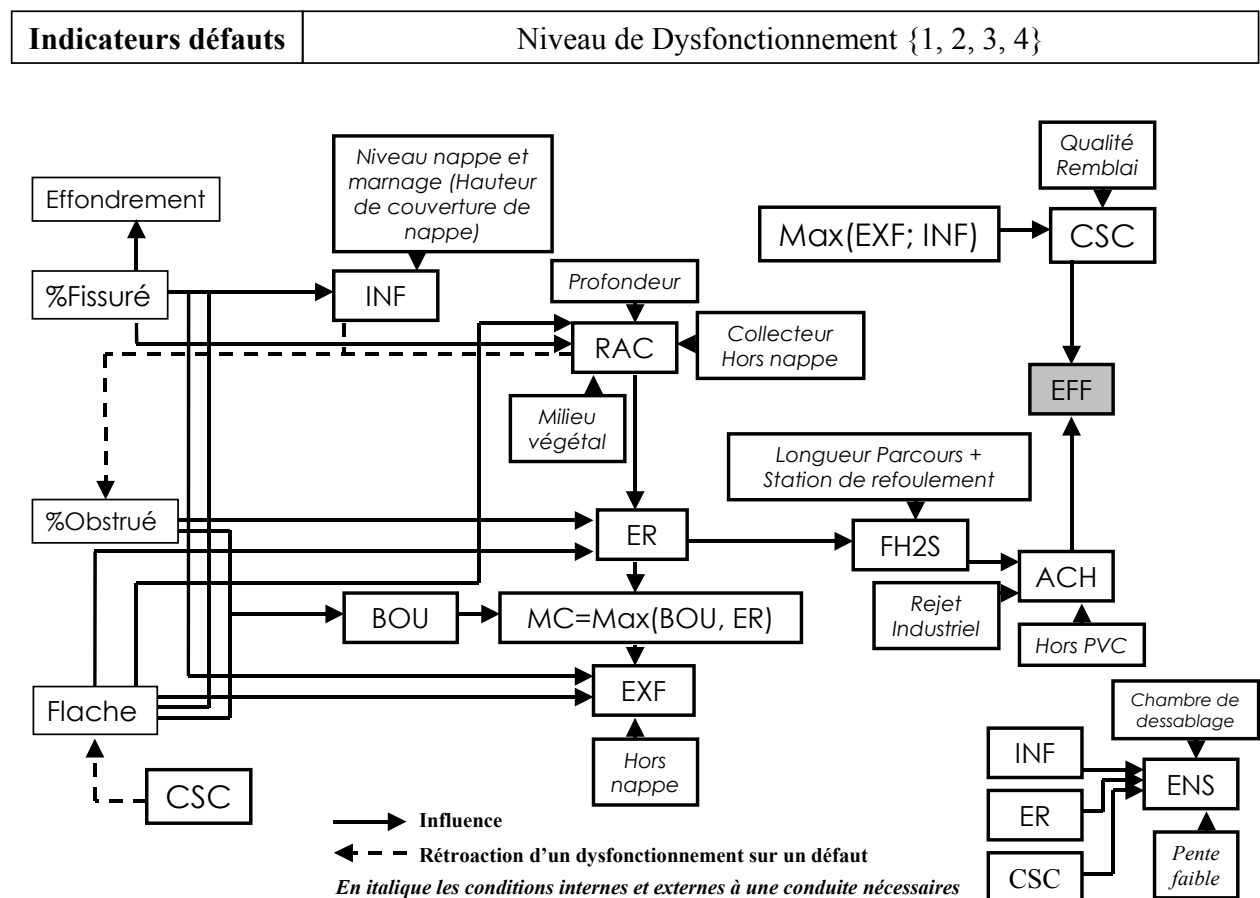 Indicateurs défauts
Niveau de Dysfonctionnement {1, 2, 3, 4}
Niveau nappe et
marnage (Hauteur
de couverture de
nappe)
Qualité
Remblai
Effondrement
Max(EXF; INF)
CSC
%Fissuré
INF
Profondeur
RAC
Collecteur
Hors nappe
EFF
Milieu
végétal
Longueur Parcours +
Station de refoulement
%Obstrué
ER
FH2S
ACH
BOU
MC=Max(BOU, ER)
Rejet
Industriel
Hors PVC
Flache
EXF
Chambre de
dessablage
CSC
Hors
nappe
INF
ENS
ER
CSC
Pente
faible
Influence
Rétroaction d’un dysfonctionnement sur un défaut
En italique les conditions internes et externes à une conduite nécessaires